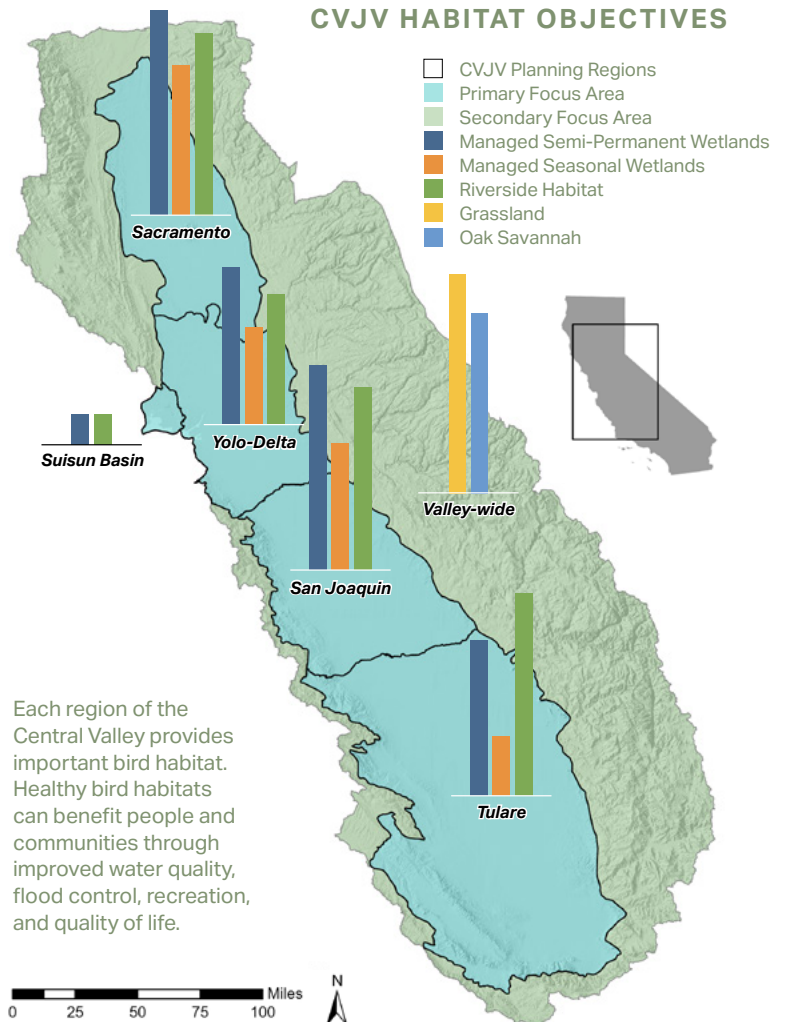 CVJV HABITAT OBJECTIVES
CVJV Planning Regions
Primary Focus Area
Secondary Focus Area
Managed Semi-Permanent Wetlands
Managed Seasonal Wetlands
Riverside Habitat
Grassland
Oak Savannah
Sacramento
Yolo-Delta
Suisun Basin
Valley-wide
San Joaquin
Tulare
Each region of the
Central Valley provides
important bird habitat.
Healthy bird habitats
can benefit people and
communities through
improved water quality,
flood control, recreation,
and quality of life.
Miles
0 25 50 75 100
N